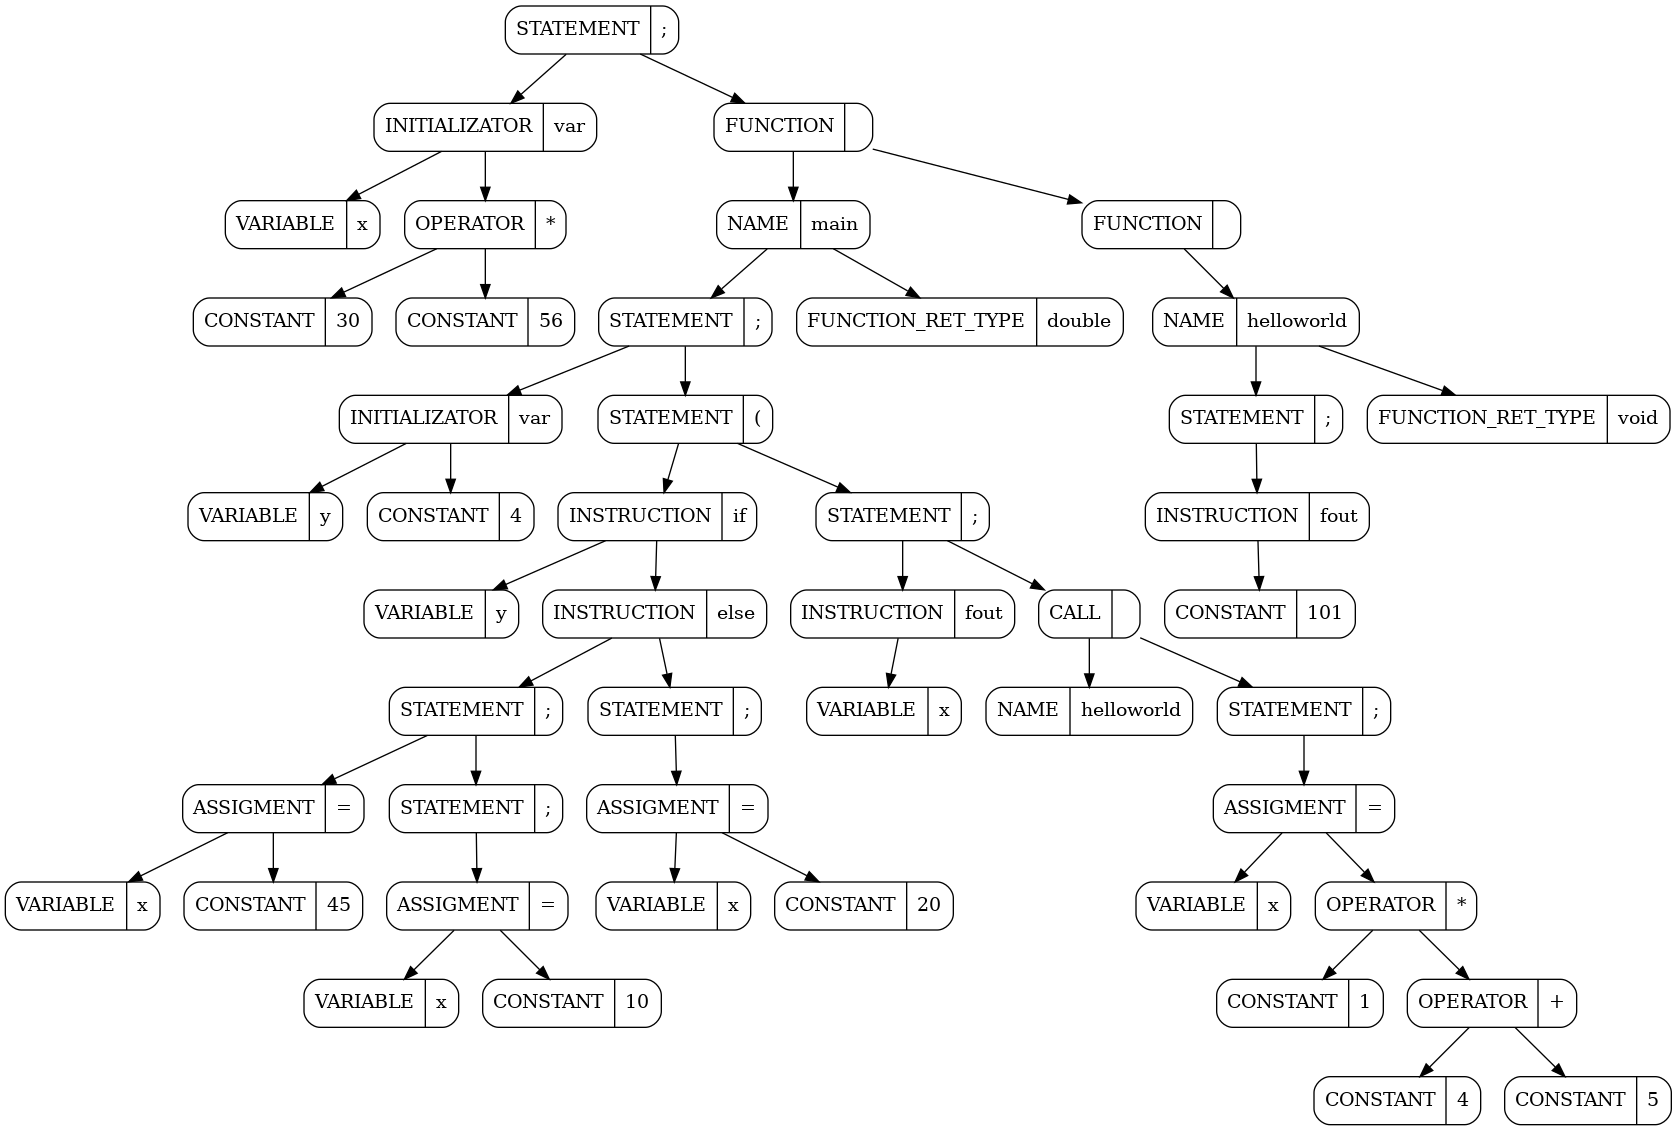 STATEMENT ;
INITIALIZATOR var
FUNCTION
VARIABLE x
OPERATOR *
NAME main
FUNCTION
CONSTANT 30
CONSTANT 56
STATEMENT ;
FUNCTION_RET_TYPE double
NAME helloworld
INITIALIZATOR var
STATEMENT (
STATEMENT ;
FUNCTION_RET_TYPE void
VARIABLE y
CONSTANT 4
INSTRUCTION if
STATEMENT ;
INSTRUCTION fout
VARIABLE y
INSTRUCTION else
INSTRUCTION fout
CALL
CONSTANT 101
STATEMENT ;
STATEMENT ;
VARIABLE x
NAME helloworld
STATEMENT ;
ASSIGMENT =
STATEMENT ;
ASSIGMENT =
ASSIGMENT =
VARIABLE x
CONSTANT 45
ASSIGMENT =
VARIABLE x
CONSTANT 20
VARIABLE x
OPERATOR *
VARIABLE x
CONSTANT 10
CONSTANT 1
OPERATOR +
CONSTANT 4
CONSTANT 5